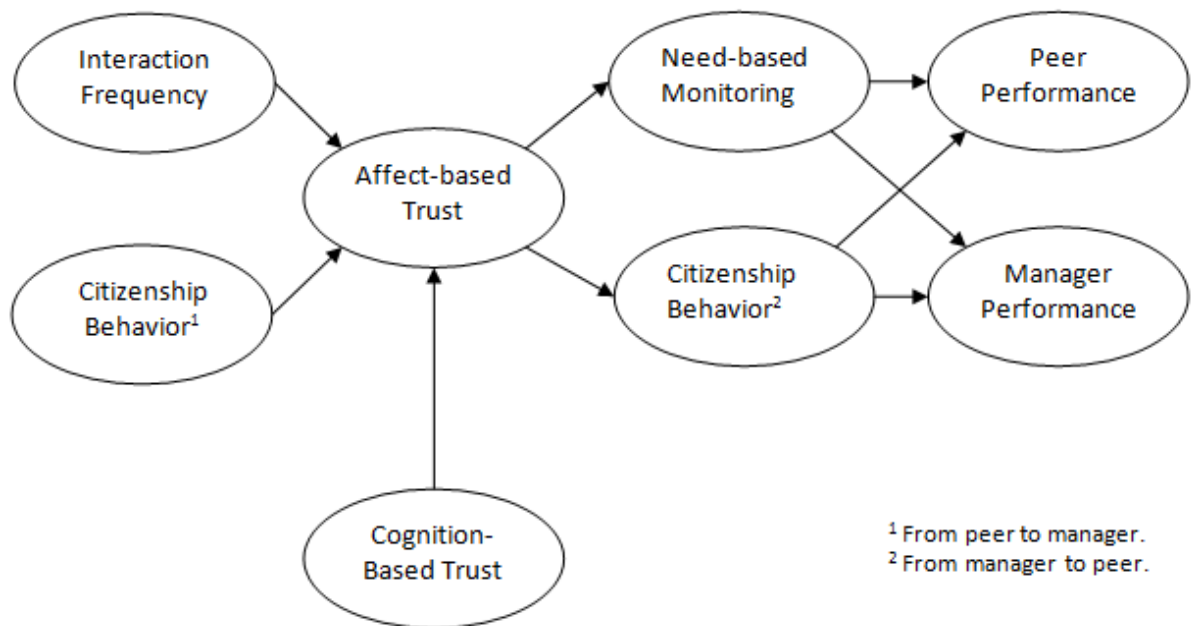 Interaction
Frequency
Need-based
Monitoring
Peer
Performance
Affect-based
Trust
Citizenship
Behavior¹
Citizenship
Behavior²
Manager
Performance
Cognition-
Based Trust
¹ From peer to manager.
² From manager to peer.